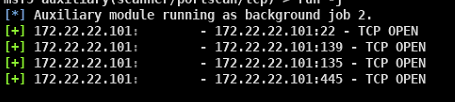 msf5 auxiliary(scanner/portscan/tcp) > run -j
[*] Auxiliary module running as background job 2.
[+] 172.22.22.101: - 172.22.22.101:22 - TCP OPEN
[+] 172.22.22.101: - 172.22.22.101:139 - TCP OPEN
[+] 172.22.22.101: - 172.22.22.101:135 - TCP OPEN
[+] 172.22.22.101: - 172.22.22.101:445 - TCP OPEN